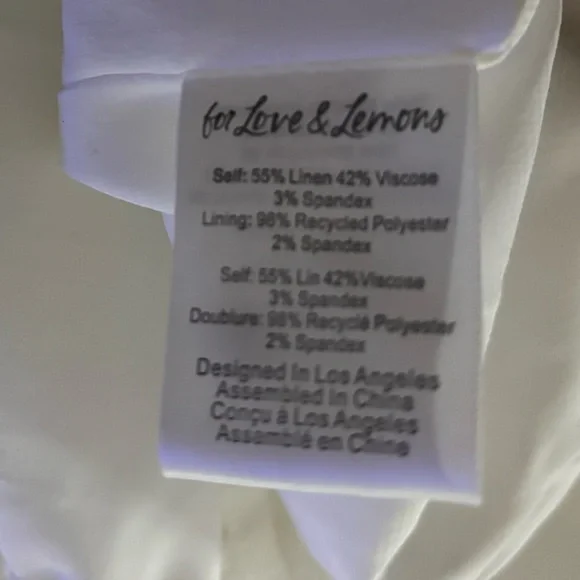 for Love & Lemons
Self: 55% Linen 42% Viscose
3% Spandex
Lining: 98% Recycled Polyester
2% Spandex
Self: 55% Lin 42%Viscose
3% Spandex
Doublure: 98% Recyclé Polyester
2% Spandex
Designed In Los Angeles
Assembled in China
Conçu à Los Angeles
Assemblé en Chine